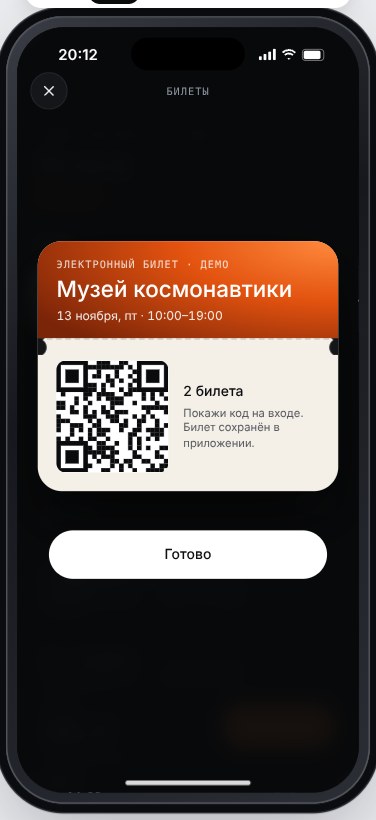 20:12
БИЛЕТЫ
ЭЛЕКТРОННЫЙ БИЛЕТ · ДЕМО
Музей космонавтики
13 ноября, пт · 10:00–19:00
2 билета
Покажи код на входе.
Билет сохранён в
приложении.
Готово